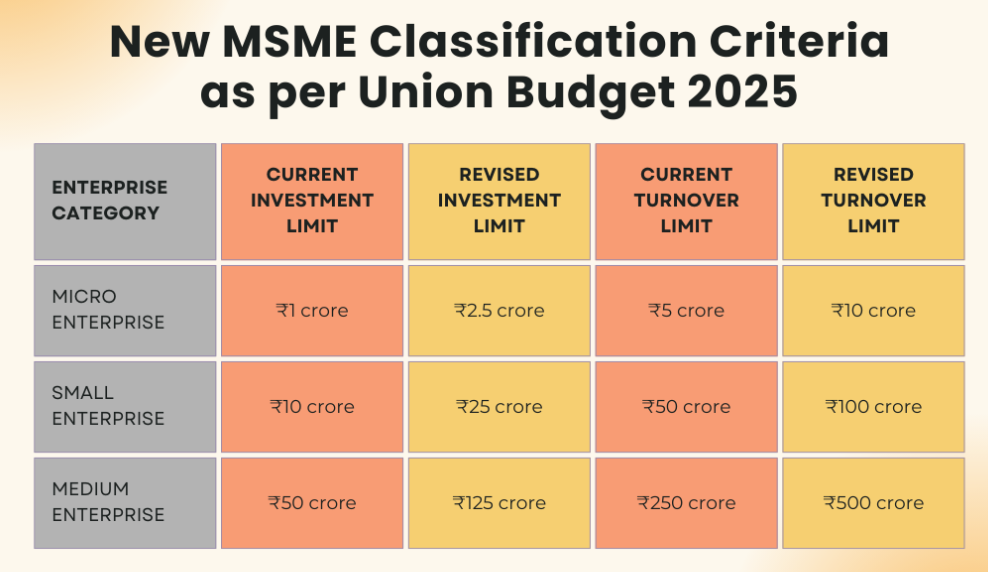 New MSME Classification Criteria
as per Union Budget 2025
ENTERPRISE
CATEGORY
CURRENT
INVESTMENT
LIMIT
REVISED
INVESTMENT
LIMIT
CURRENT
TURNOVER
LIMIT
REVISED
TURNOVER
LIMIT
MICRO
ENTERPRISE
₹1 crore
₹2.5 crore
₹5 crore
₹10 crore
SMALL
ENTERPRISE
₹10 crore
₹25 crore
₹50 crore
₹100 crore
MEDIUM
ENTERPRISE
₹50 crore
₹125 crore
₹250 crore
₹500 crore